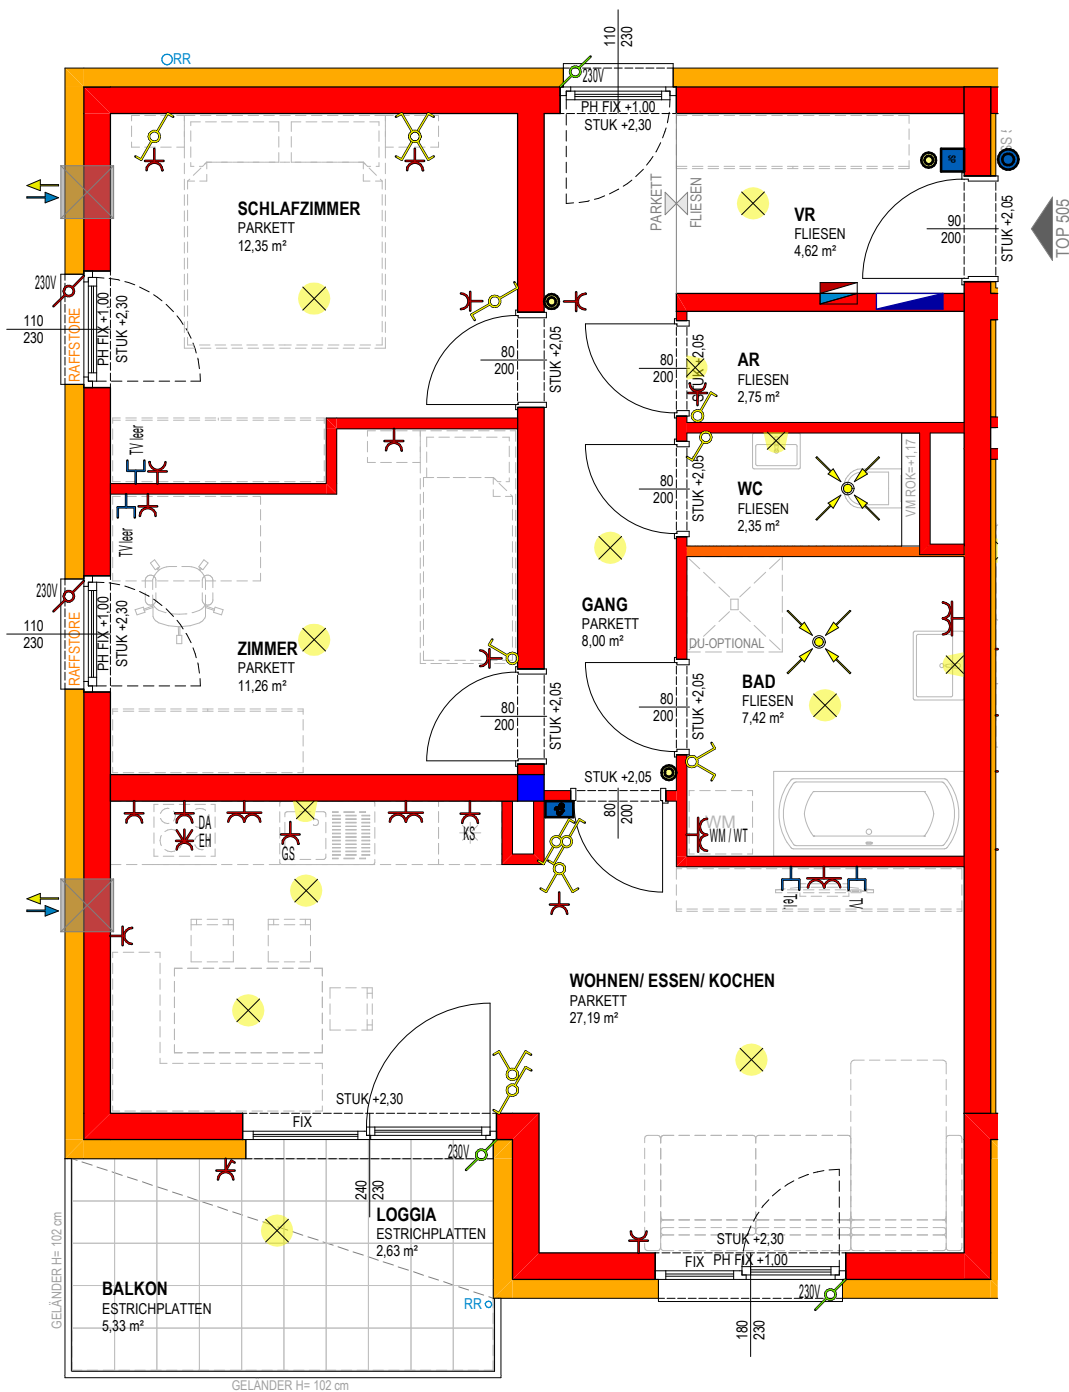 RR
110
230
230V
PH FIX +1,00
STUK +2,30
SCHLAFZIMMER
PARKETT
12,35 m²
PARKETT
FLIESEN
VR
FLIESEN
4,62 m²
90
200
STUK +2,05
TOP 505
230V
110
230
RAFFSTORE
PH FIX +1,00
STUK +2,30
80
200
STUK +2,05
80
200
STUK +2,05
AR
FLIESEN
2,75 m²
TV leer
TV leer
80
200
STUK +2,05
WC
FLIESEN
2,35 m²
VM ROK=+1,17
230V
110
230
RAFFSTORE
PH FIX +1,00
STUK +2,30
ZIMMER
PARKETT
11,26 m²
GANG
PARKETT
8,00 m²
DU-OPTIONAL
BAD
FLIESEN
7,42 m²
80
200
STUK +2,05
80
200
STUK +2,05
STUK +2,05
80
200
DA
EH
GS
KS
WM
WM / WT
Tel.
TV
WOHNEN/ ESSEN/ KOCHEN
PARKETT
27,19 m²
STUK +2,30
FIX
230V
240
230
LOGGIA
ESTRICHPLATTEN
2,63 m²
STUK +2,30
FIX
PH FIX +1,00
230V
180
230
BALKON
ESTRICHPLATTEN
5,33 m²
RR
GELÄNDER H= 102 cm
GELÄNDER H= 102 cm